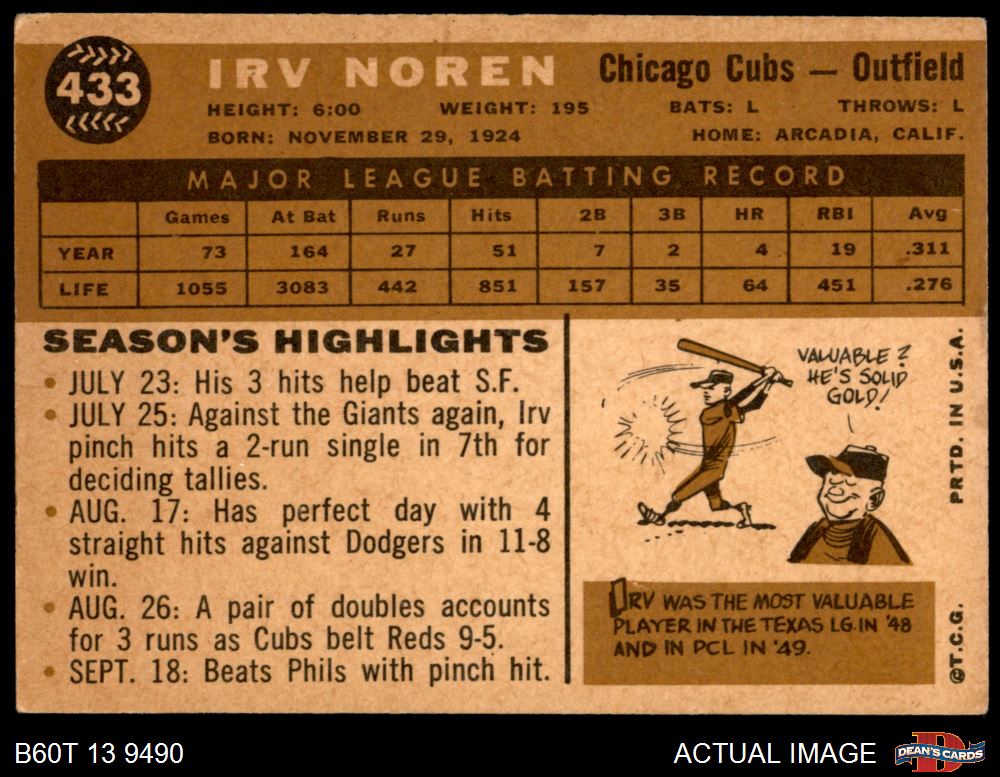 433
IRV NOREN
Chicago Cubs — Outfield
HEIGHT: 6:00 WEIGHT: 195 BATS: L THROWS: L
BORN: NOVEMBER 29, 1924 HOME: ARCADIA, CALIF.
MAJOR LEAGUE BATTING RECORD
Games At Bat Runs Hits 2B 3B HR RBI Avg
YEAR 73 164 27 51 7 2 4 19 .311
LIFE 1055 3083 442 851 157 35 64 451 .276
SEASON'S HIGHLIGHTS
• JULY 23: His 3 hits help beat S.F.
• JULY 25: Against the Giants again, Irv
pinch hits a 2-run single in 7th for
deciding tallies.
• AUG. 17: Has perfect day with 4
straight hits against Dodgers in 11-8
win.
• AUG. 26: A pair of doubles accounts
for 3 runs as Cubs belt Reds 9-5.
• SEPT. 18: Beats Phils with pinch hit.
VALUABLE?
HE'S SOLID
GOLD!
IRV WAS THE MOST VALUABLE
PLAYER IN THE TEXAS LG. IN '48
AND IN PCL IN '49.
©T.C.G. PRTD. IN U.S.A.
B60T 13 9490
ACTUAL IMAGE
DEAN'S CARDS